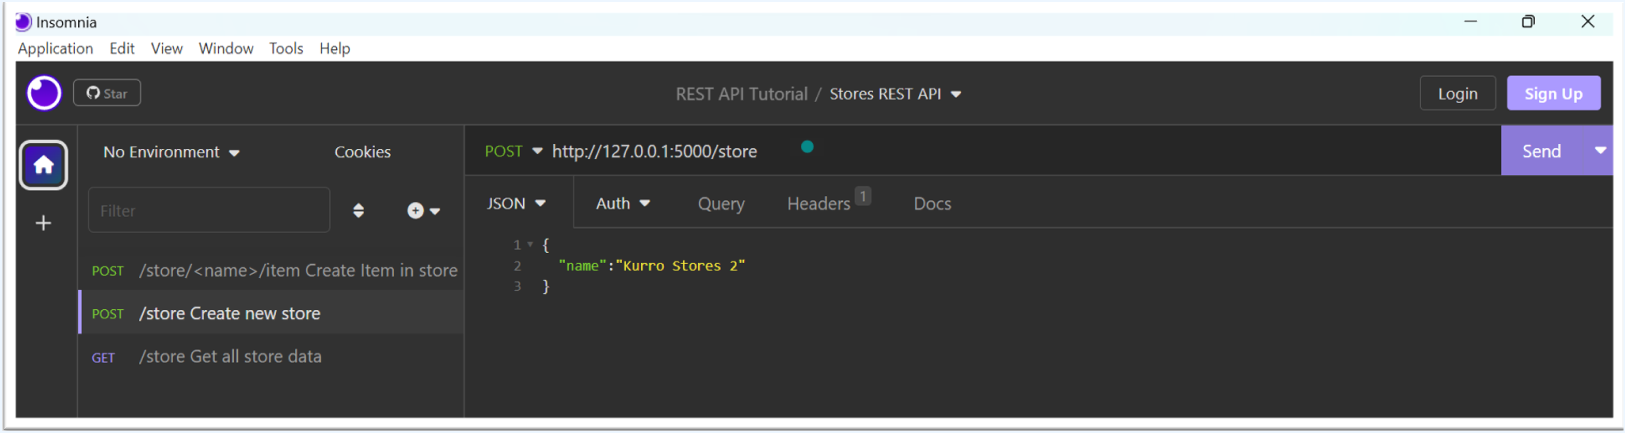 Insomnia
Application Edit View Window Tools Help
Star
REST API Tutorial / Stores REST API
Login
Sign Up
No Environment
Cookies
POST http://127.0.0.1:5000/store
Send
Filter
JSON
Auth
Query
Headers 1
Docs
POST /store/<name>/item Create Item in store
POST /store Create new store
GET /store Get all store data
1 {
2 "name":"Kurro Stores 2"
3 }